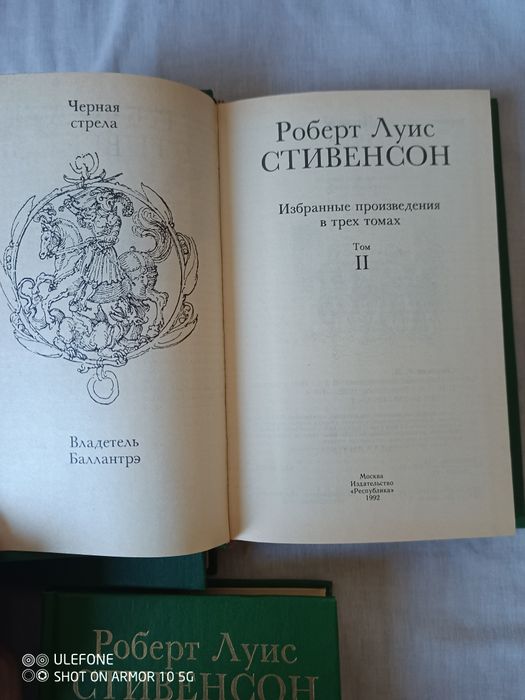 Черная
стрела
Владетель
Баллантрэ
Роберт Луис
СТИВЕНСОН
Избранные произведения
в трех томах
Том
II
Москва
Издательство
«Республика»
1992
Роберт Луис
СТИВЕНСОН
ULEFONE
SHOT ON ARMOR 10 5G